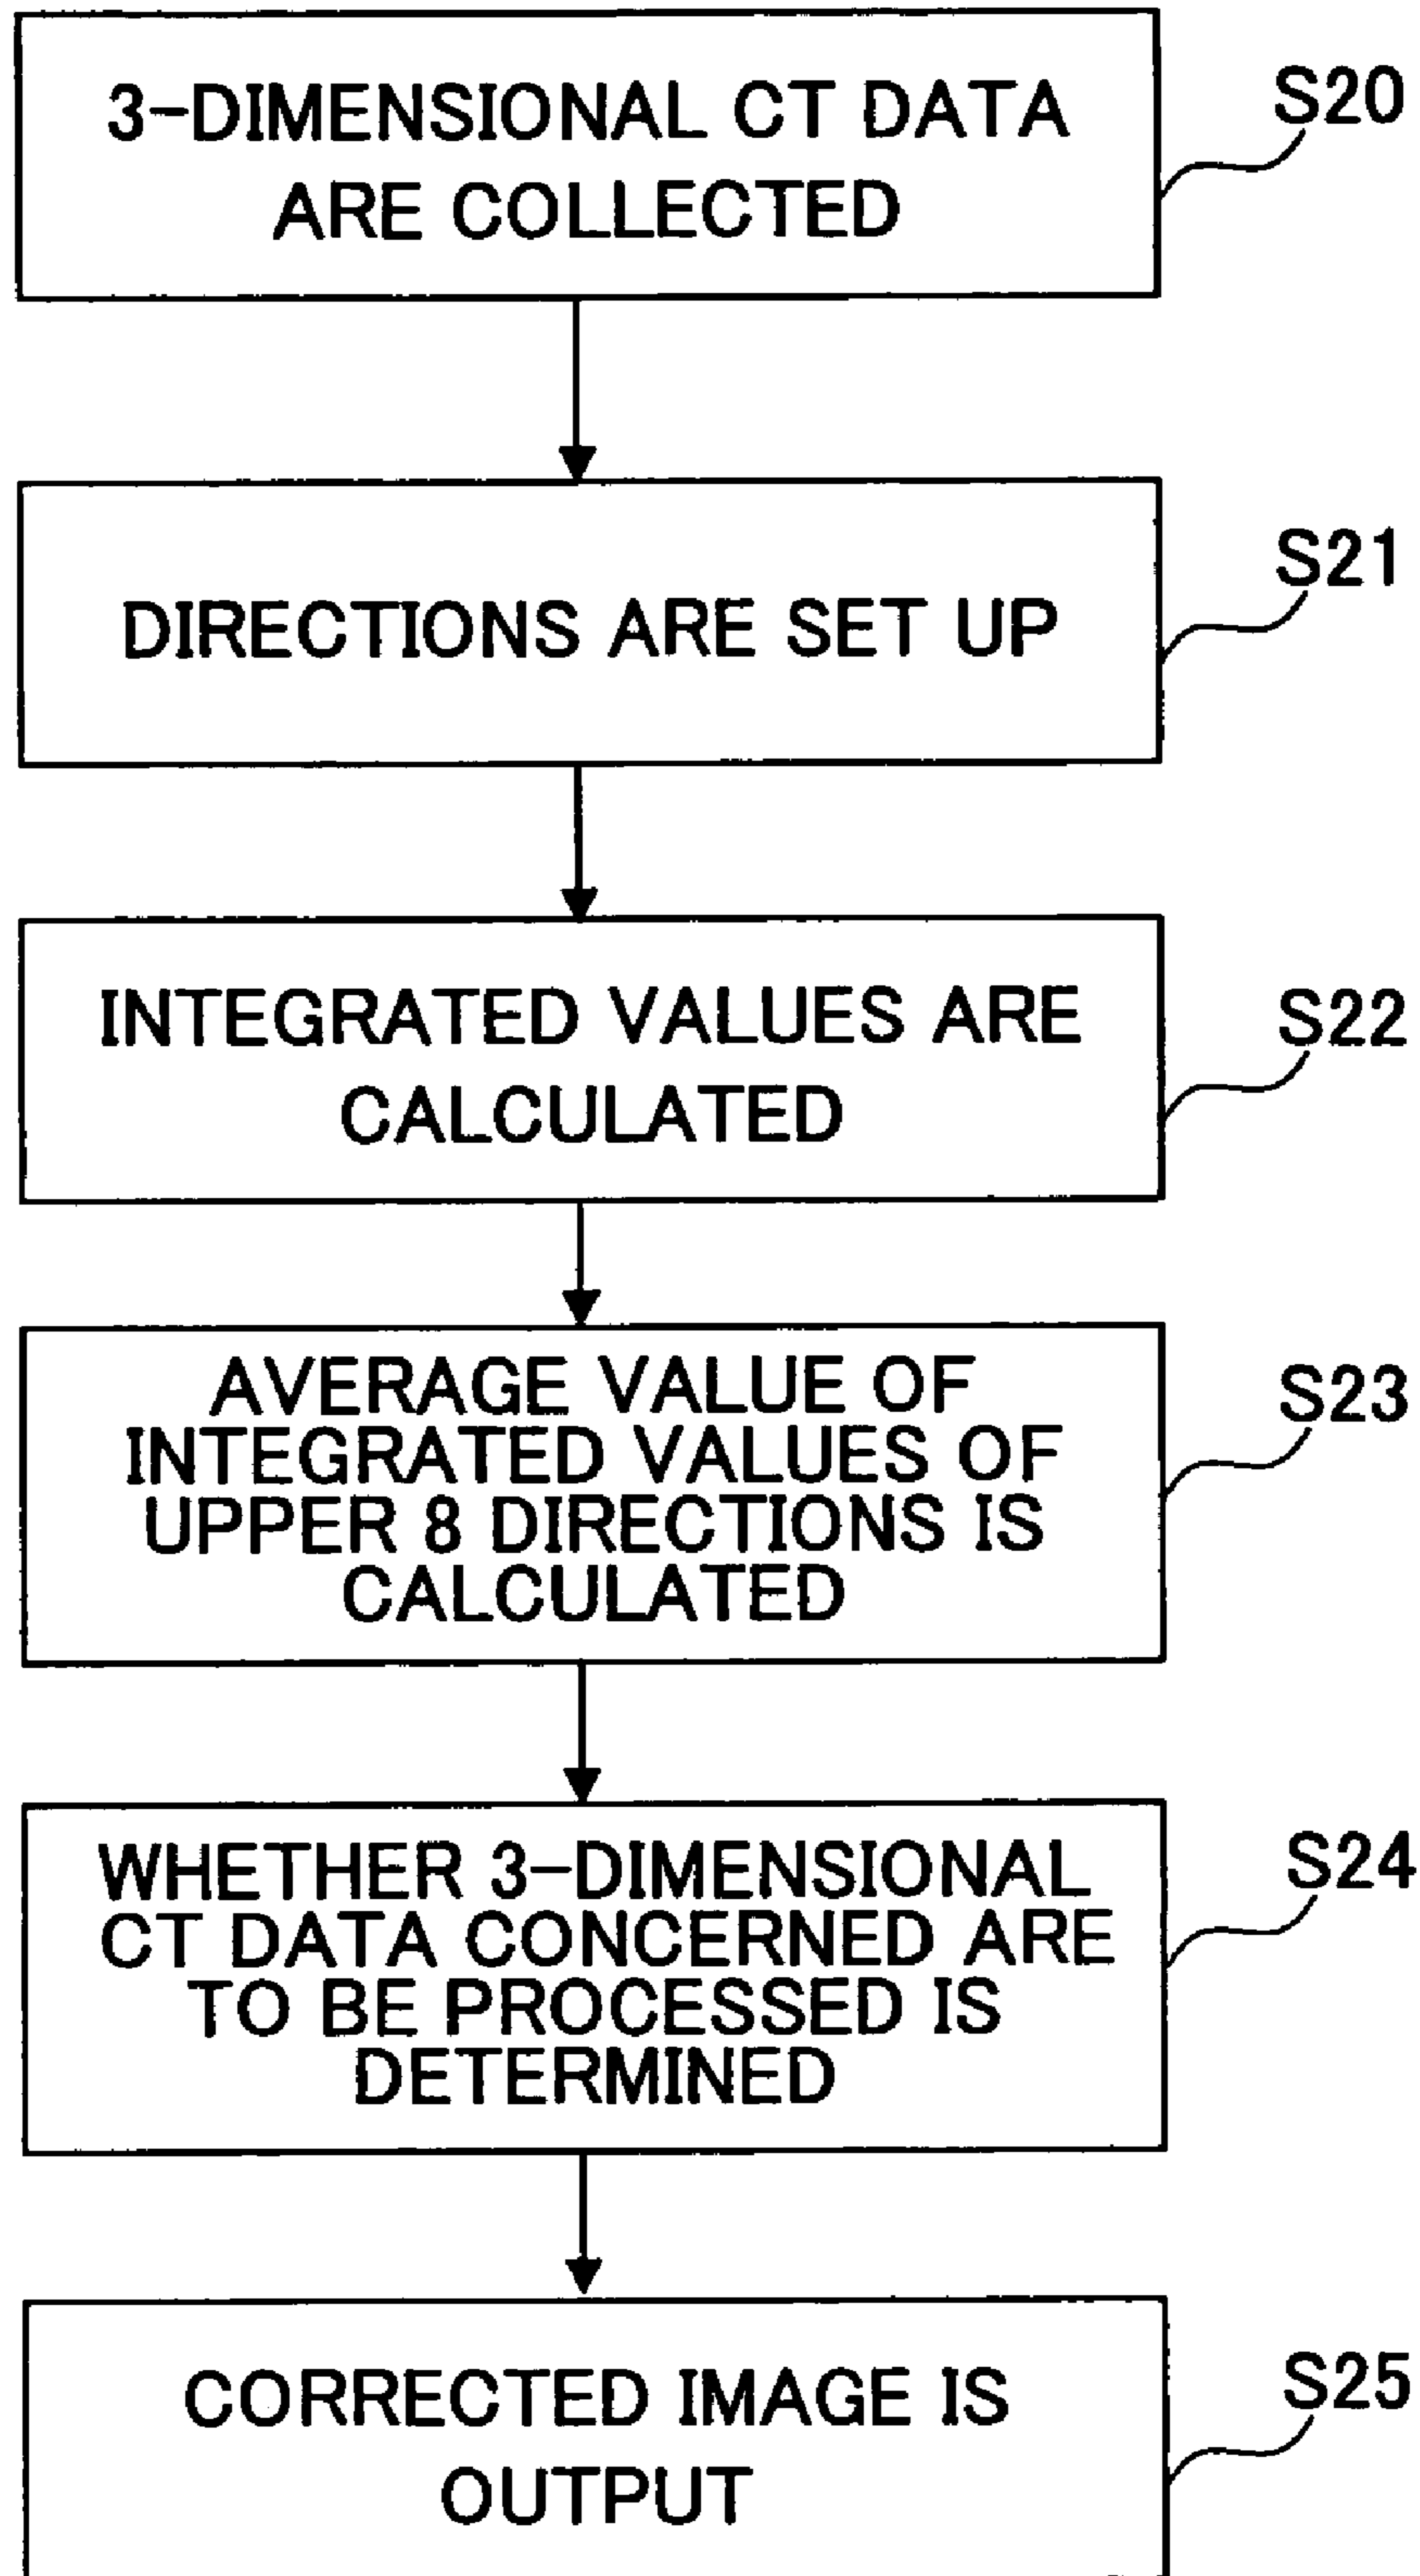 3-DIMENSIONAL CT DATA
ARE COLLECTED
S20
DIRECTIONS ARE SET UP
S21
INTEGRATED VALUES ARE
CALCULATED
S22
AVERAGE VALUE OF
INTEGRATED VALUES OF
UPPER 8 DIRECTIONS IS
CALCULATED
S23
WHETHER 3-DIMENSIONAL
CT DATA CONCERNED ARE
TO BE PROCESSED IS
DETERMINED
S24
CORRECTED IMAGE IS
OUTPUT
S25